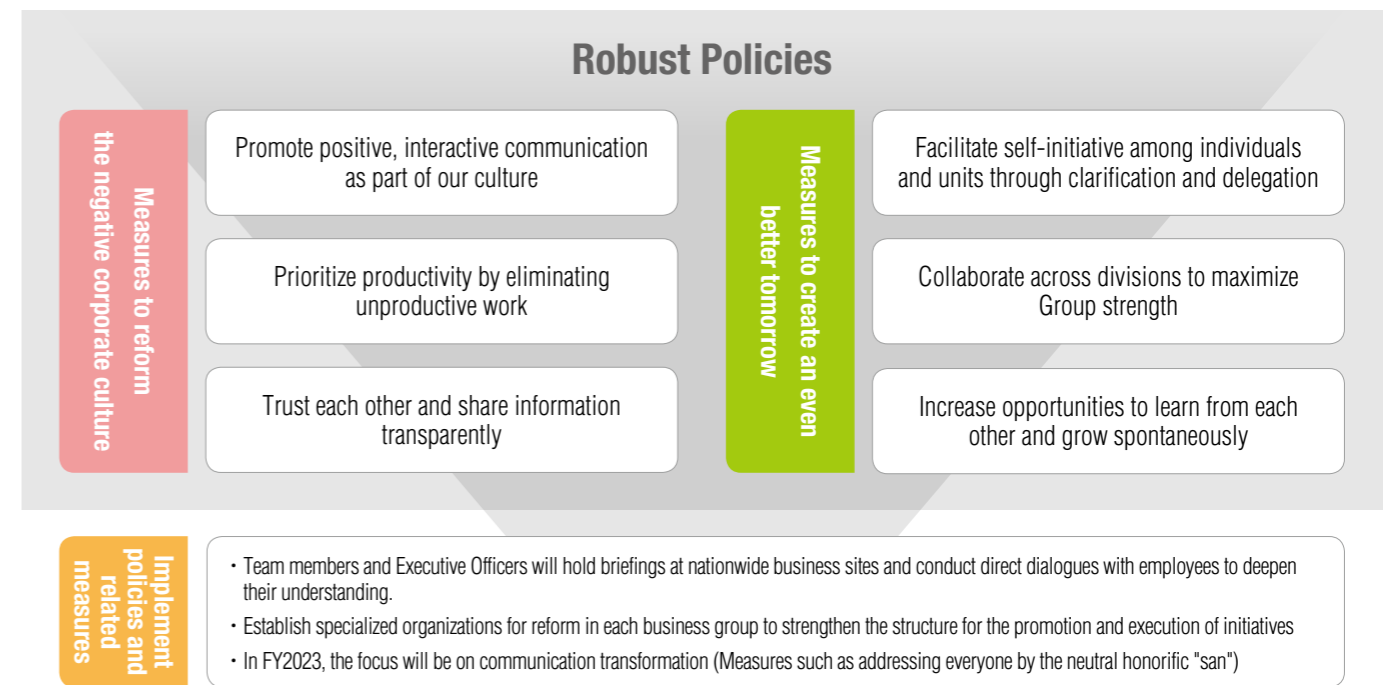 Robust Policies
Measures to reform
the negative corporate culture
Promote positive, interactive communication
as part of our culture
Prioritize productivity by eliminating
unproductive work
Trust each other and share information
transparently
Measures to create an even
better tomorrow
Facilitate self-initiative among individuals
and units through clarification and delegation
Collaborate across divisions to maximize
Group strength
Increase opportunities to learn from each
other and grow spontaneously
Implement
policies and
related
measures
・Team members and Executive Officers will hold briefings at nationwide business sites and conduct direct dialogues with employees to deepen
their understanding.
・Establish specialized organizations for reform in each business group to strengthen the structure for the promotion and execution of initiatives
・In FY2023, the focus will be on communication transformation (Measures such as addressing everyone by the neutral honorific "san")